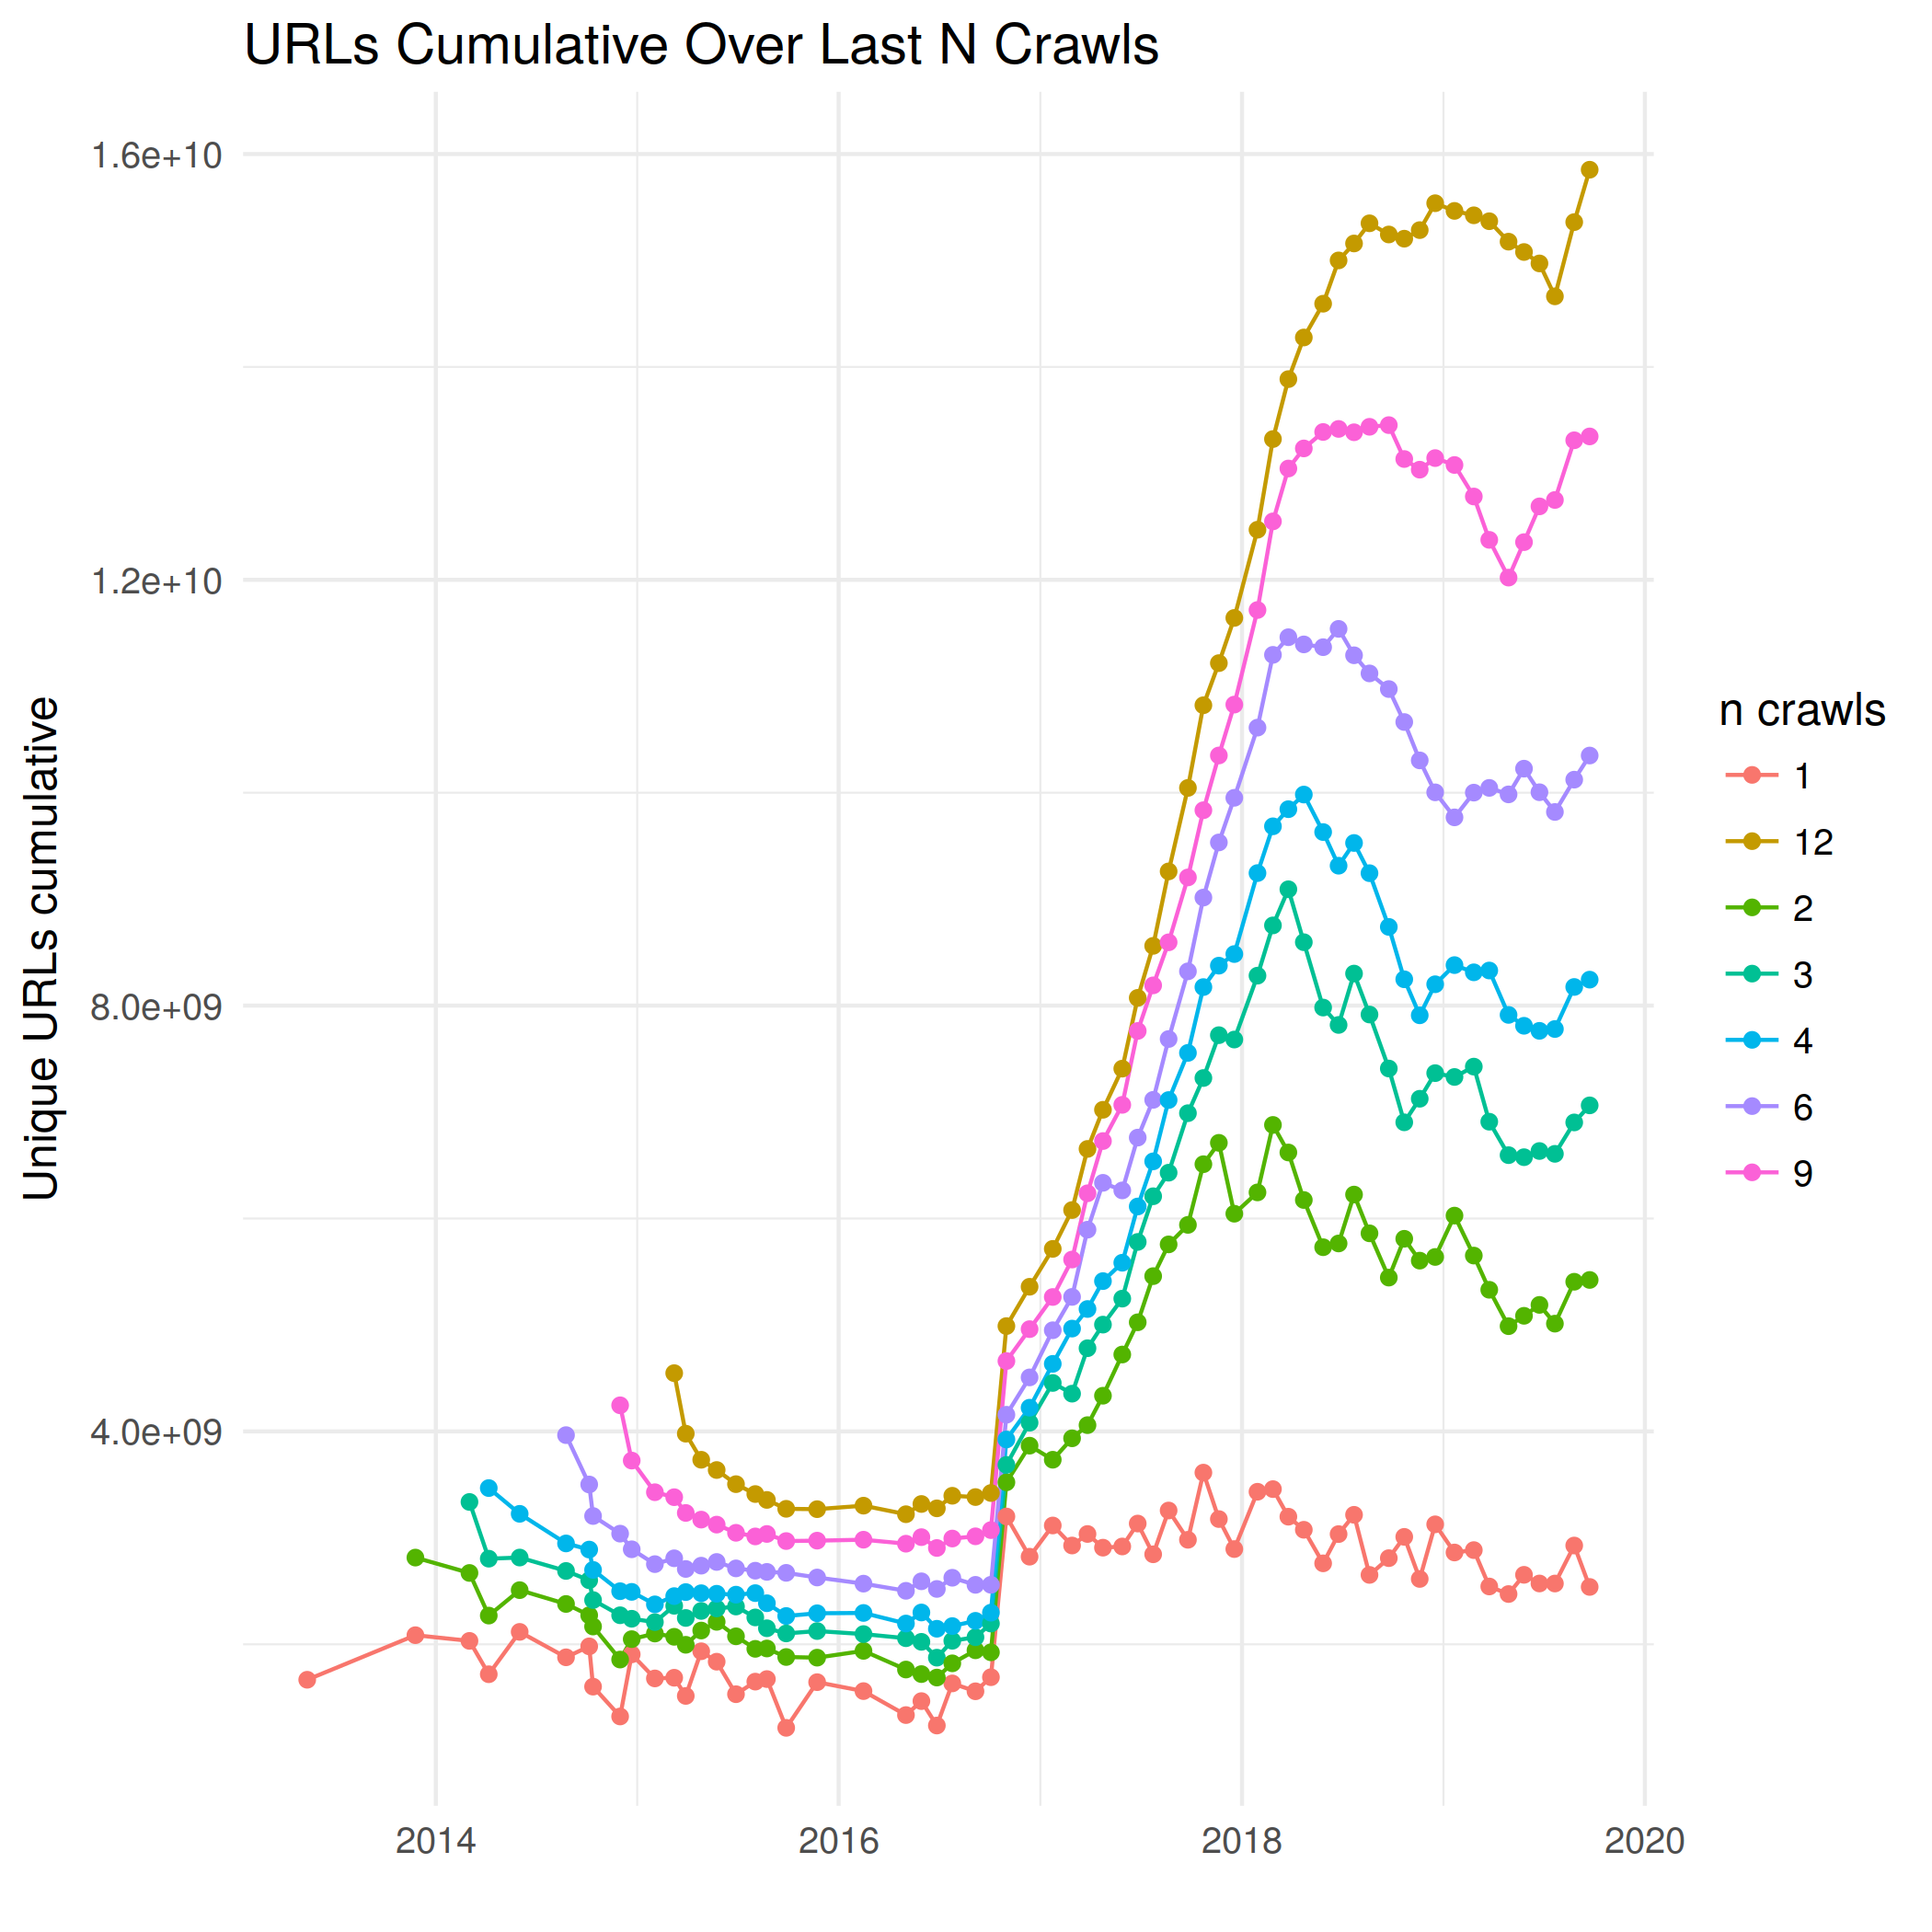 URLs Cumulative Over Last N Crawls
1.6e+10
1.2e+10
8.0e+09
4.0e+09
Unique URLs cumulative
2014
2016
2018
2020
n crawls
1
12
2
3
4
6
9